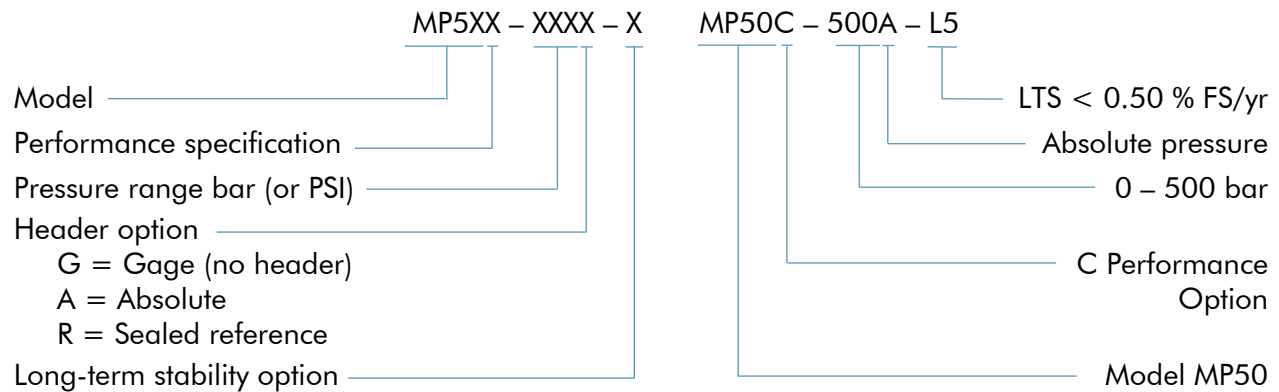 MP5XX – XXXX – X
Model
Performance specification
Pressure range bar (or PSI)
Header option
G = Gage (no header)
A = Absolute
R = Sealed reference
Long-term stability option
MP50C – 500A – L5
LTS < 0.50 % FS/yr
Absolute pressure
0 – 500 bar
C Performance
Option
Model MP50